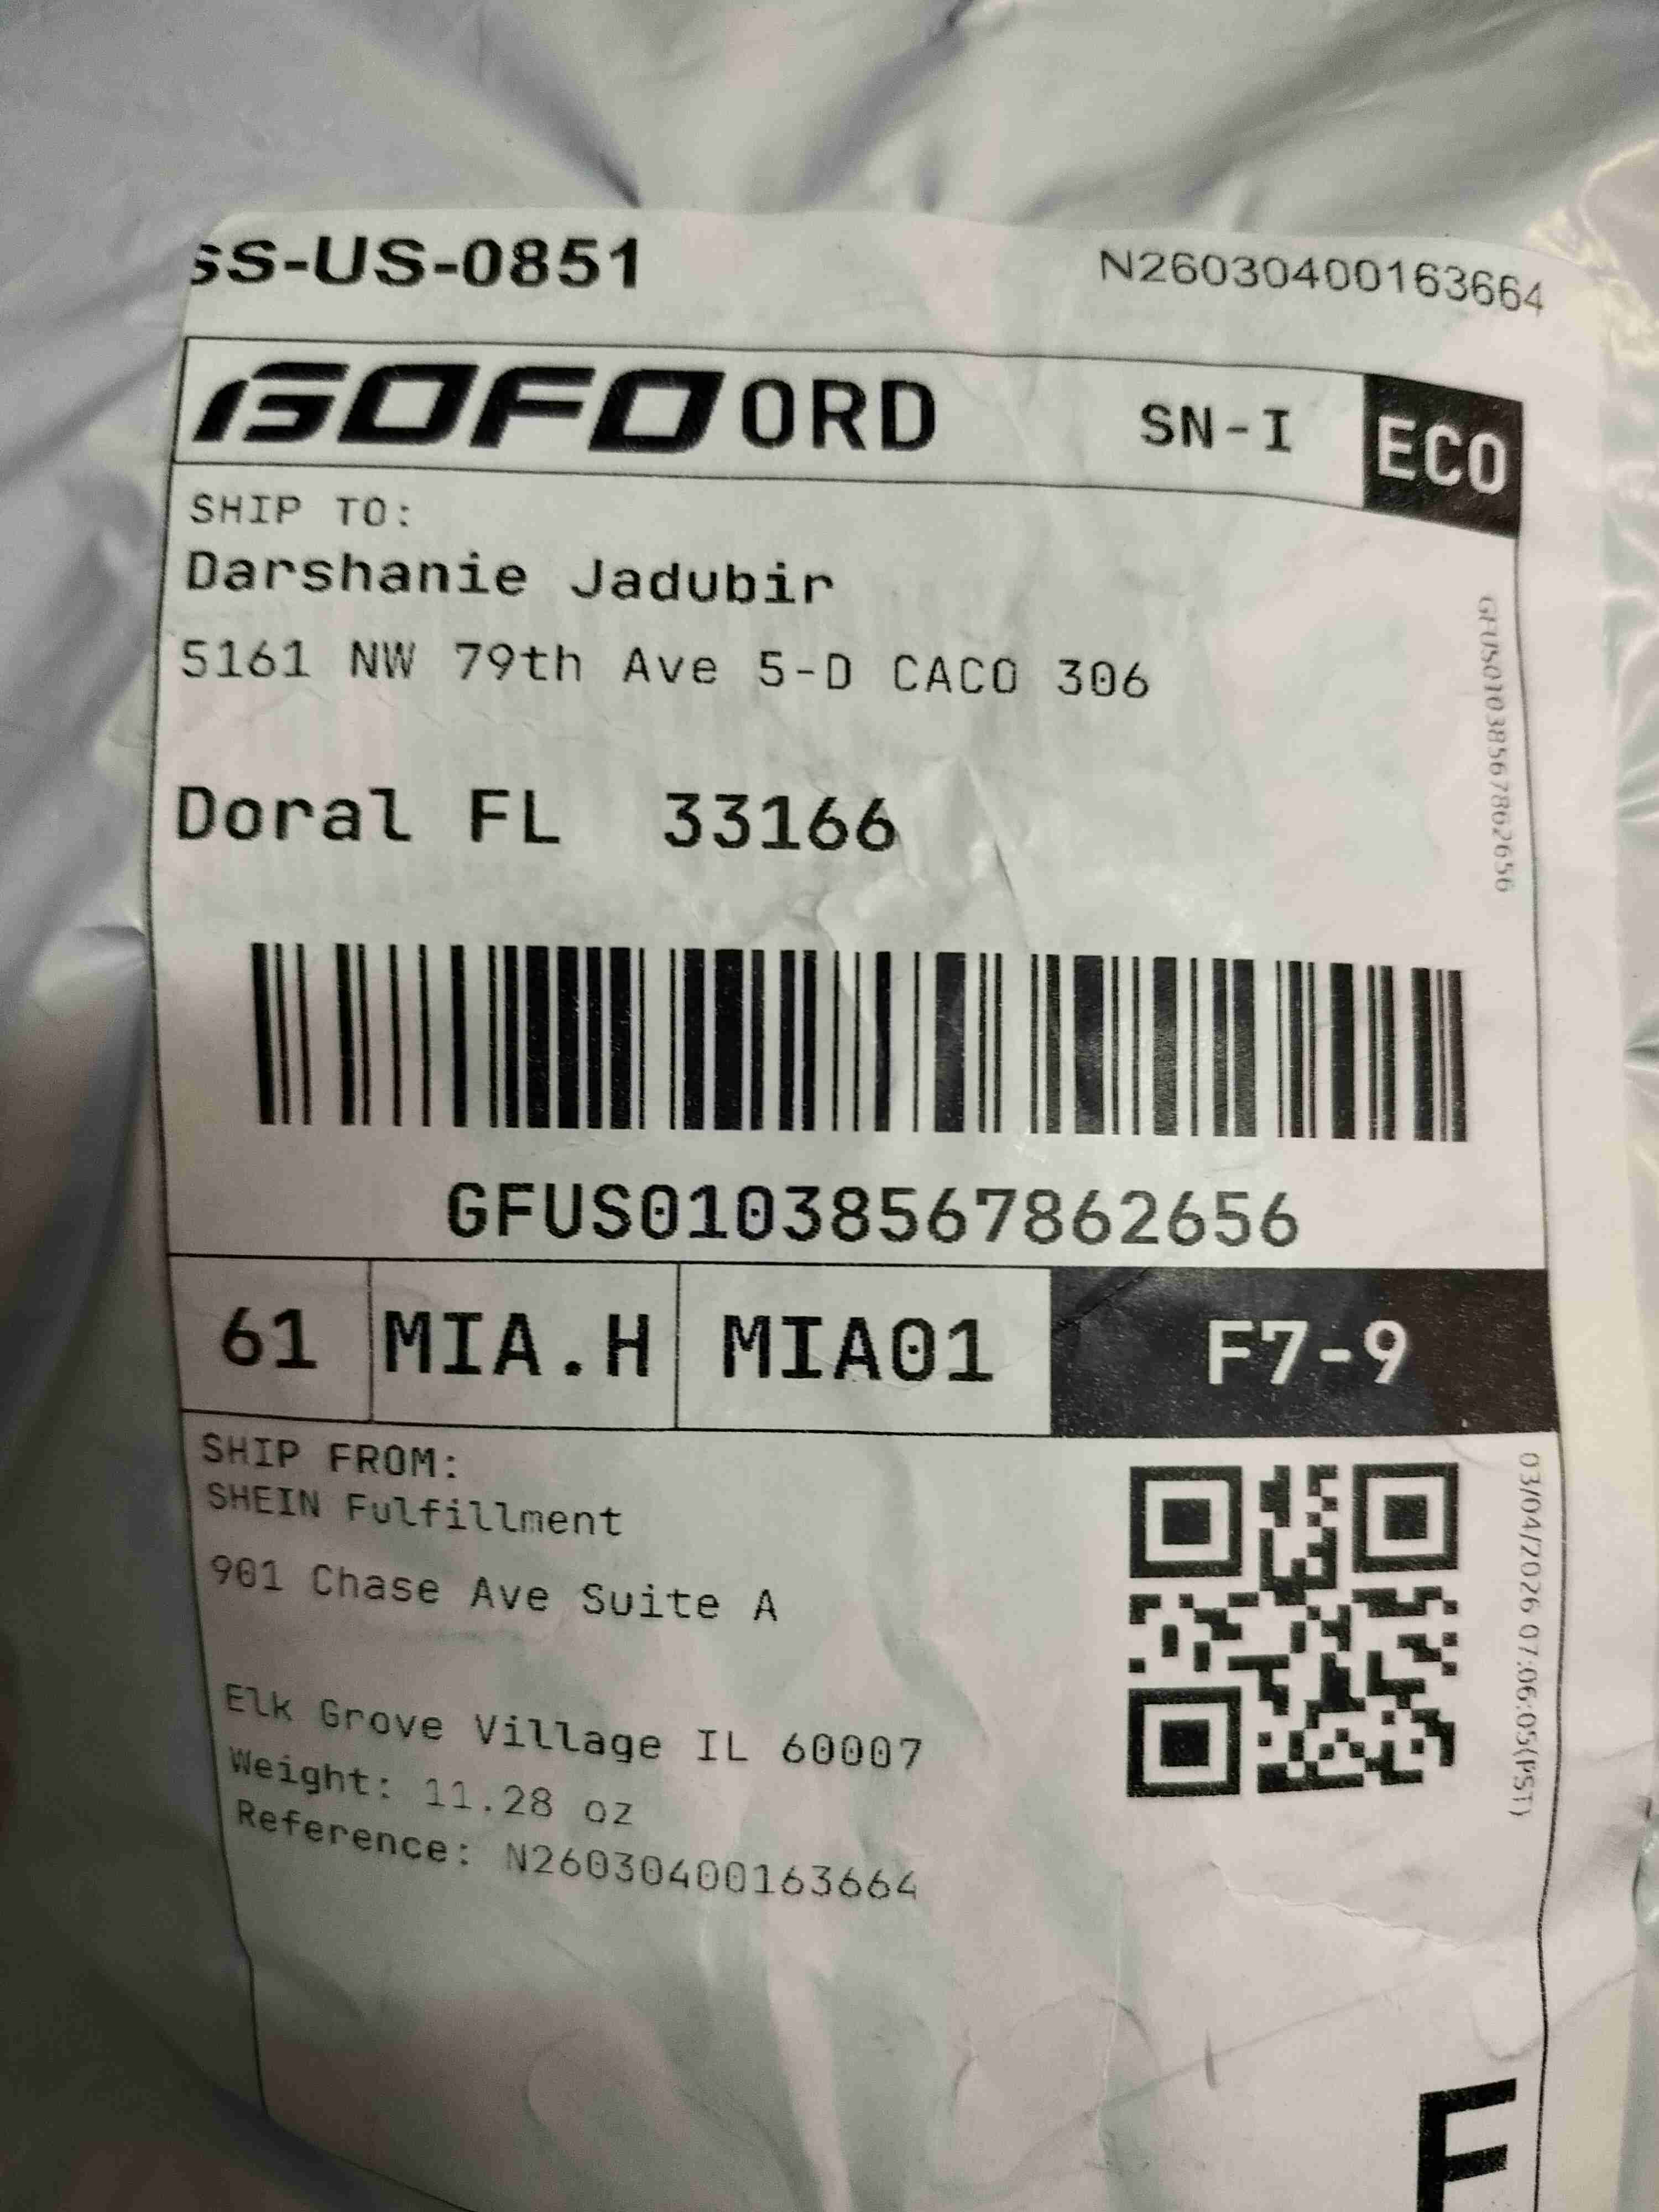 SS-US-0851
N26030400163664
GOFO ORD SN-I ECO
SHIP TO:
Darshanie Jadubir
5161 NW 79th Ave 5-D CACO 306
Doral FL 33166
GFUS01038567862656
GFUS01038567862656
61 MIA.H MIA01 F7-9
SHIP FROM:
SHEIN Fulfillment
901 Chase Ave Suite A
Elk Grove Village IL 60007
Weight: 11.28 oz
Reference: N26030400163664
03/04/2026 07:06:05(PST)
F